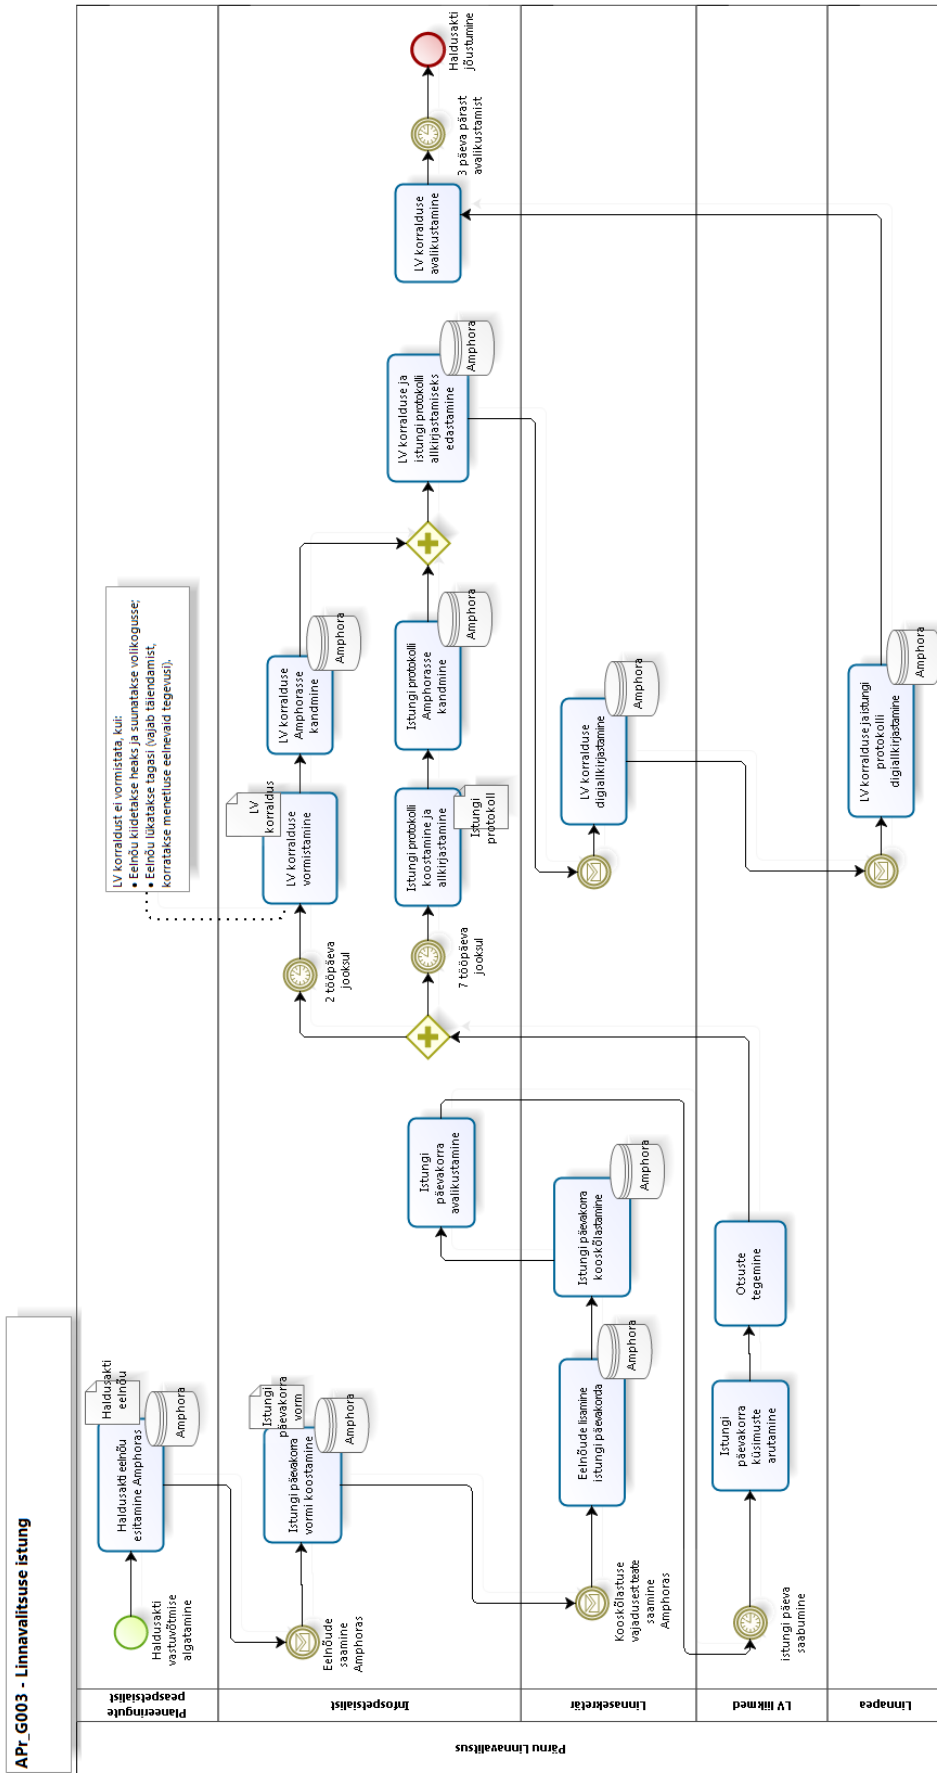 APr_G003 - Linnavalitsuse istung
Pärnu Linnavalitsus
Planeeringute
peaspetsialist
Haldusakti
vastuvõtmise
algatamine
Haldusakti eelnõu
esitamine Amphoras
Haldusakti
eelnõu
Amphora
LV korraldust ei vormistata, kui:
• Eelnõu kiidetakse heaks ja suunatakse volikogusse;
• Eelnõu lükatakse tagasi (vajab täiendamist,
korratakse menetluse eelnevaid tegevusi).
Infospetsialist
Eelnõude
saamine
Amphoras
Istungi päevakorra
vormi koostamine
Istungi
päevakorra
vorm
Amphora
Istungi
päevakorra
avalikustamine
2 tööpäeva
jooksul
LV korralduse
vormistamine
LV
korraldus
LV korralduse
Amphorasse
kandmine
Amphora
7 tööpäeva
jooksul
Istungi protokolli
koostamine ja
allkirjastamine
Istungi
protokoll
Istungi protokolli
Amphorasse
kandmine
Amphora
LV korralduse ja
istungi protokolli
allkirjastamiseks
edastamine
Amphora
LV korralduse
avalikustamine
3 päeva pärast
avalikustamist
Haldusakti
jõustumine
Linnasekretär
Kooskõlastuse
vajadusest teate
saamine
Amphoras
Eelnõude lisamine
istungi päevakorda
Amphora
Istungi päevakorra
kooskõlastamine
Amphora
LV korralduse
digiallkirjastamine
Amphora
LV liikmed
istungi päeva
saabumine
Istungi
päevakorra
küsimuste
arutamine
Otsuste
tegemine
Linnapea
LV korralduse ja istungi
protokolli
digiallkirjastamine
Amphora